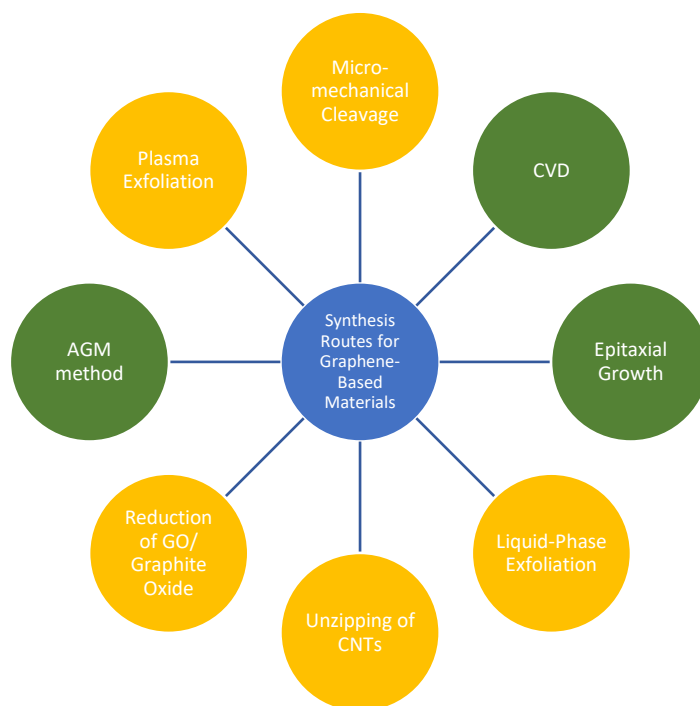 Micro-
mechanical
Cleavage
Plasma
Exfoliation
CVD
Synthesis
Routes for
Graphene-
Based
Materials
AGM
method
Epitaxial
Growth
Reduction
of GO/
Graphite
Oxide
Liquid-Phase
Exfoliation
Unzipping of
CNTs